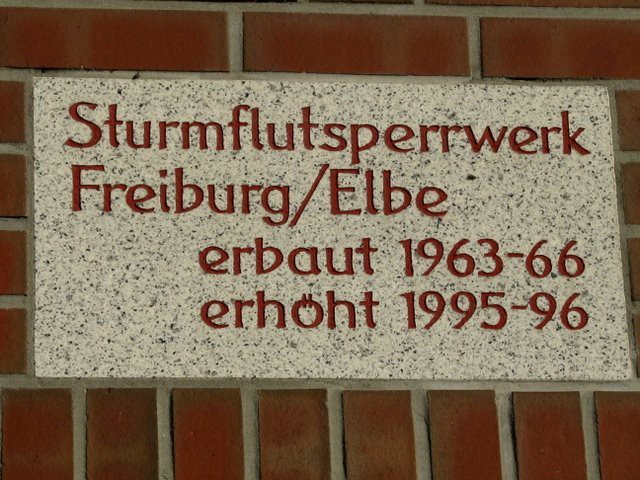 Sturmflutsperrwerk
Freiburg/Elbe
erbaut 1963-66
erhöht 1995-96